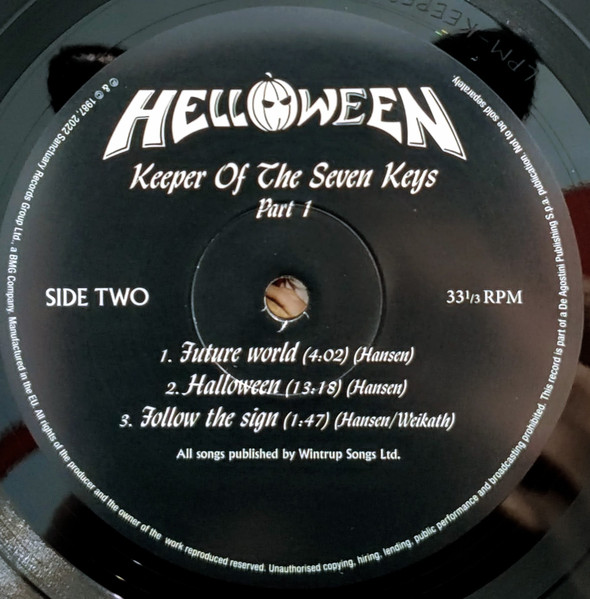 HELLOWEEN
Keeper Of The Seven Keys
Part 1
SIDE TWO
33 1/3 RPM
1. Future world (4:02) (Hansen)
2. Halloween (13:18) (Hansen)
3. Follow the sign (1:47) (Hansen/Weikath)
All songs published by Wintrup Songs Ltd.
℗ & © 1987, 2022 Sanctuary Records Group Ltd., a BMG Company. Manufactured in the EU. All rights of the producer and the owner of the work reproduced reserved. Unauthorised copying, hiring, lending, public performance and broadcasting prohibited. This record is part of a De Agostini Publishing S.p.a. publication. Not to be sold separately.